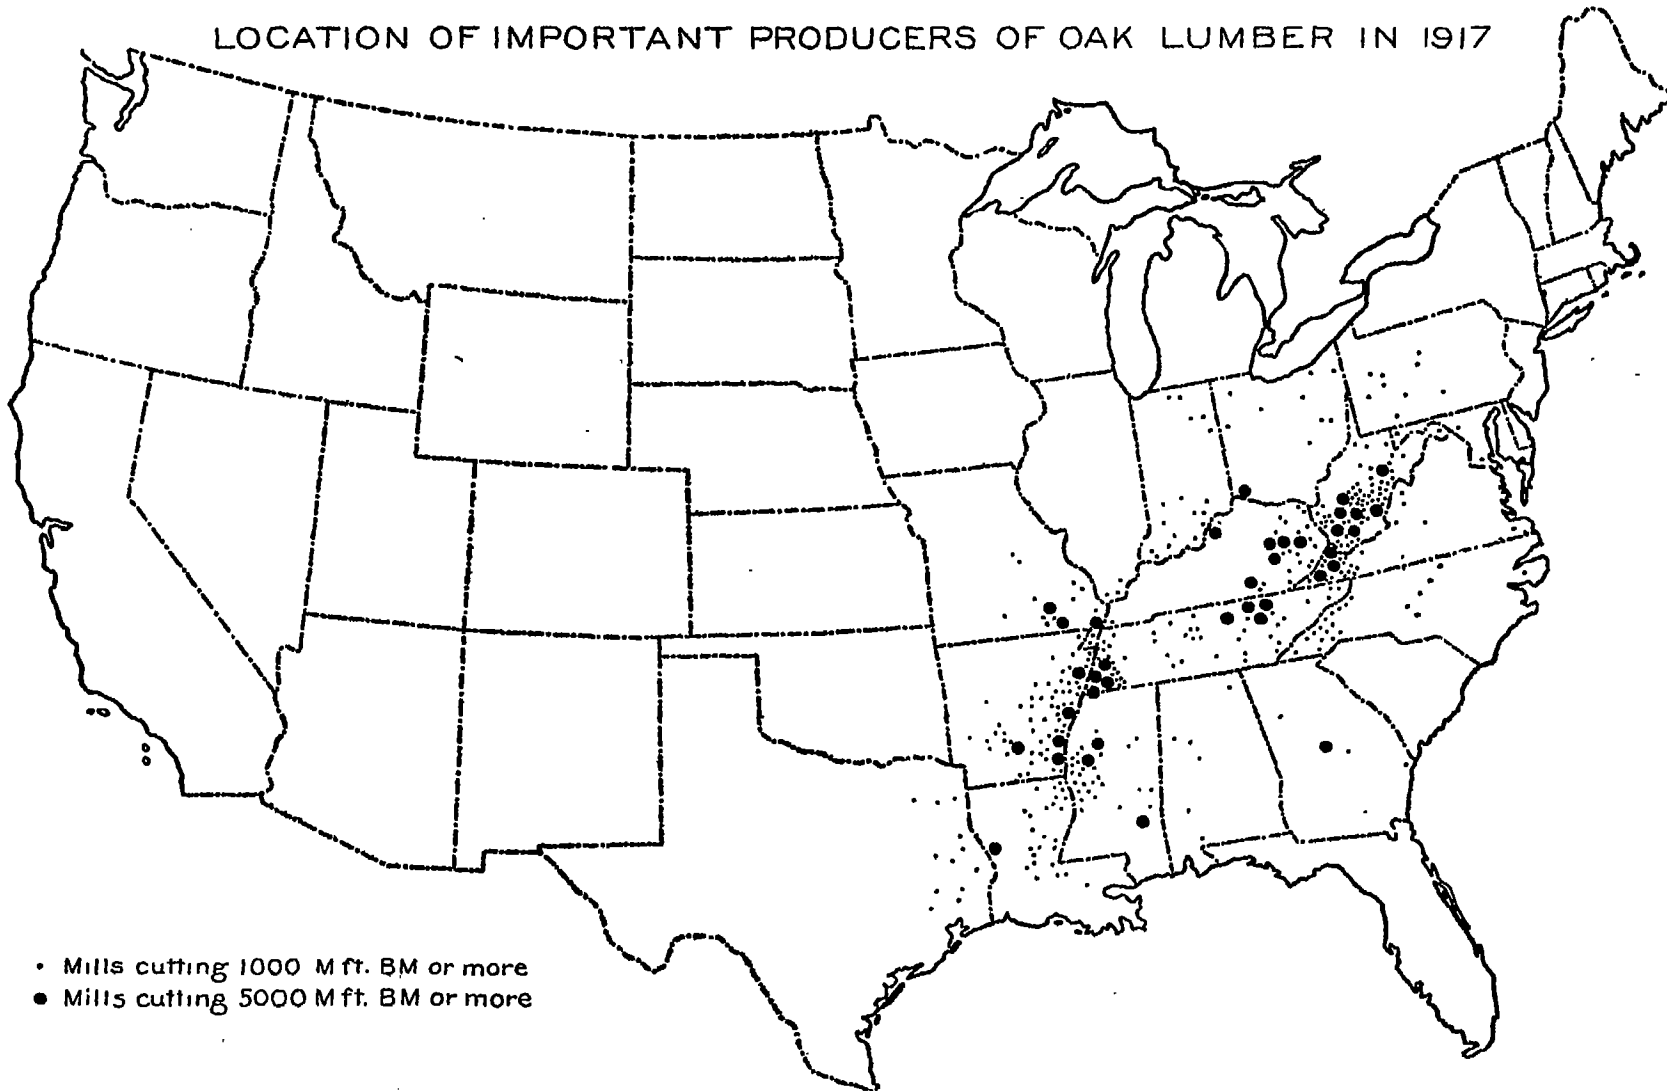 LOCATION OF IMPORTANT PRODUCERS OF OAK LUMBER IN 1917
• Mills cutting 1000 M ft. BM or more
● Mills cutting 5000 M ft. BM or more